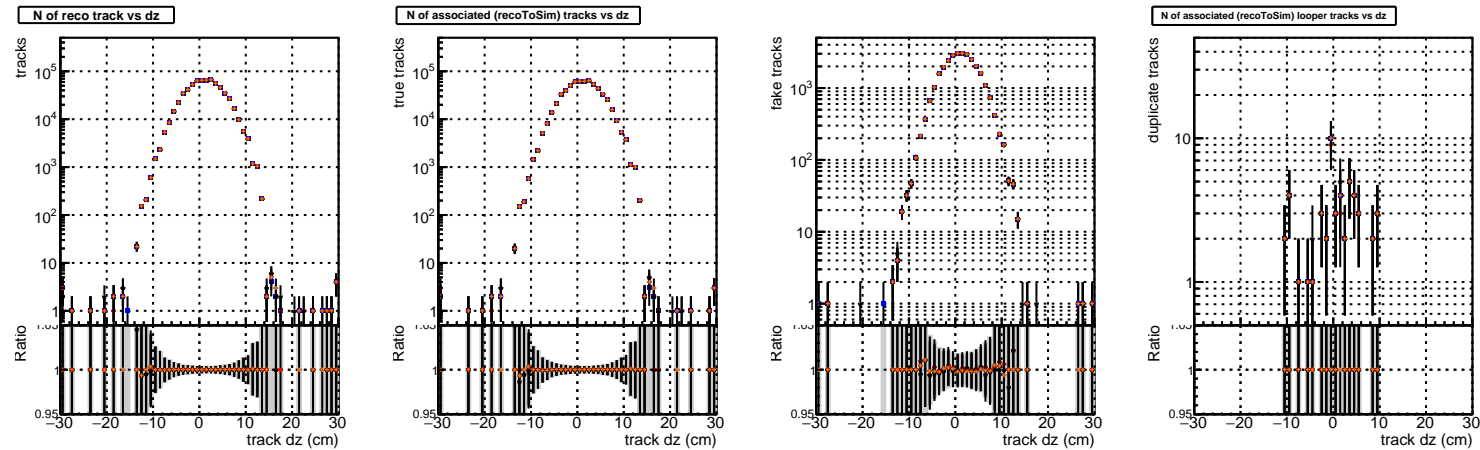 N of reco track vs dz
tracks
10^5
10^4
10^3
10^2
10
1
Ratio
1
0.95
−30 −20 −10 0 10 20 30
track dz (cm)
N of associated (recoToSim) tracks vs dz
true tracks
10^5
10^4
10^3
10^2
10
1
Ratio
1
0.95
−30 −20 −10 0 10 20 30
track dz (cm)
fake tracks
10^3
10^2
10
1
Ratio
1
0.95
−30 −20 −10 0 10 20 30
track dz (cm)
N of associated (recoToSim) looper tracks vs dz
duplicate tracks
10
1
Ratio
1
0.95
−30 −20 −10 0 10 20 30
track dz (cm)